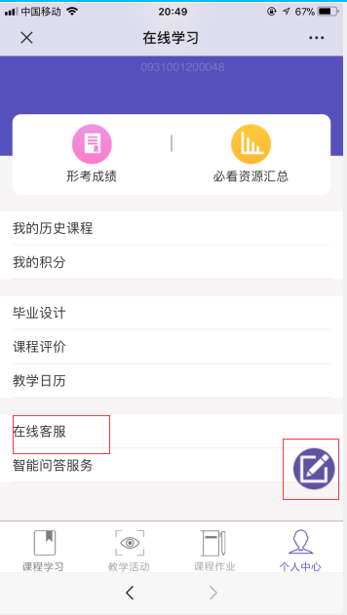 中国移动 20:49 67%
在线学习
0931001200048
形考成绩 必看资源汇总
我的历史课程
我的积分
毕业设计
课程评价
教学日历
在线客服
智能问答服务
课程学习 教学活动 课程作业 个人中心